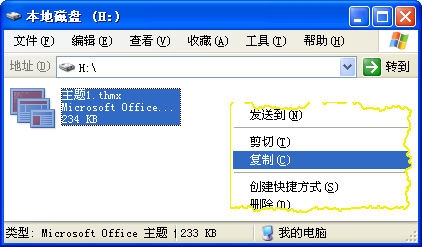 本地磁盘 (H:)
文件(F) 编辑(E) 查看(V) 收藏(A) 工具(T) 帮助(H)
地址(D) H:\ 转到
主题1.thmx
Microsoft Office...
234 KB
发送到(N)
剪切(T)
复制(C)
创建快捷方式(S)
删除(D)
类型: Microsoft Office 主题 233 KB 我的电脑